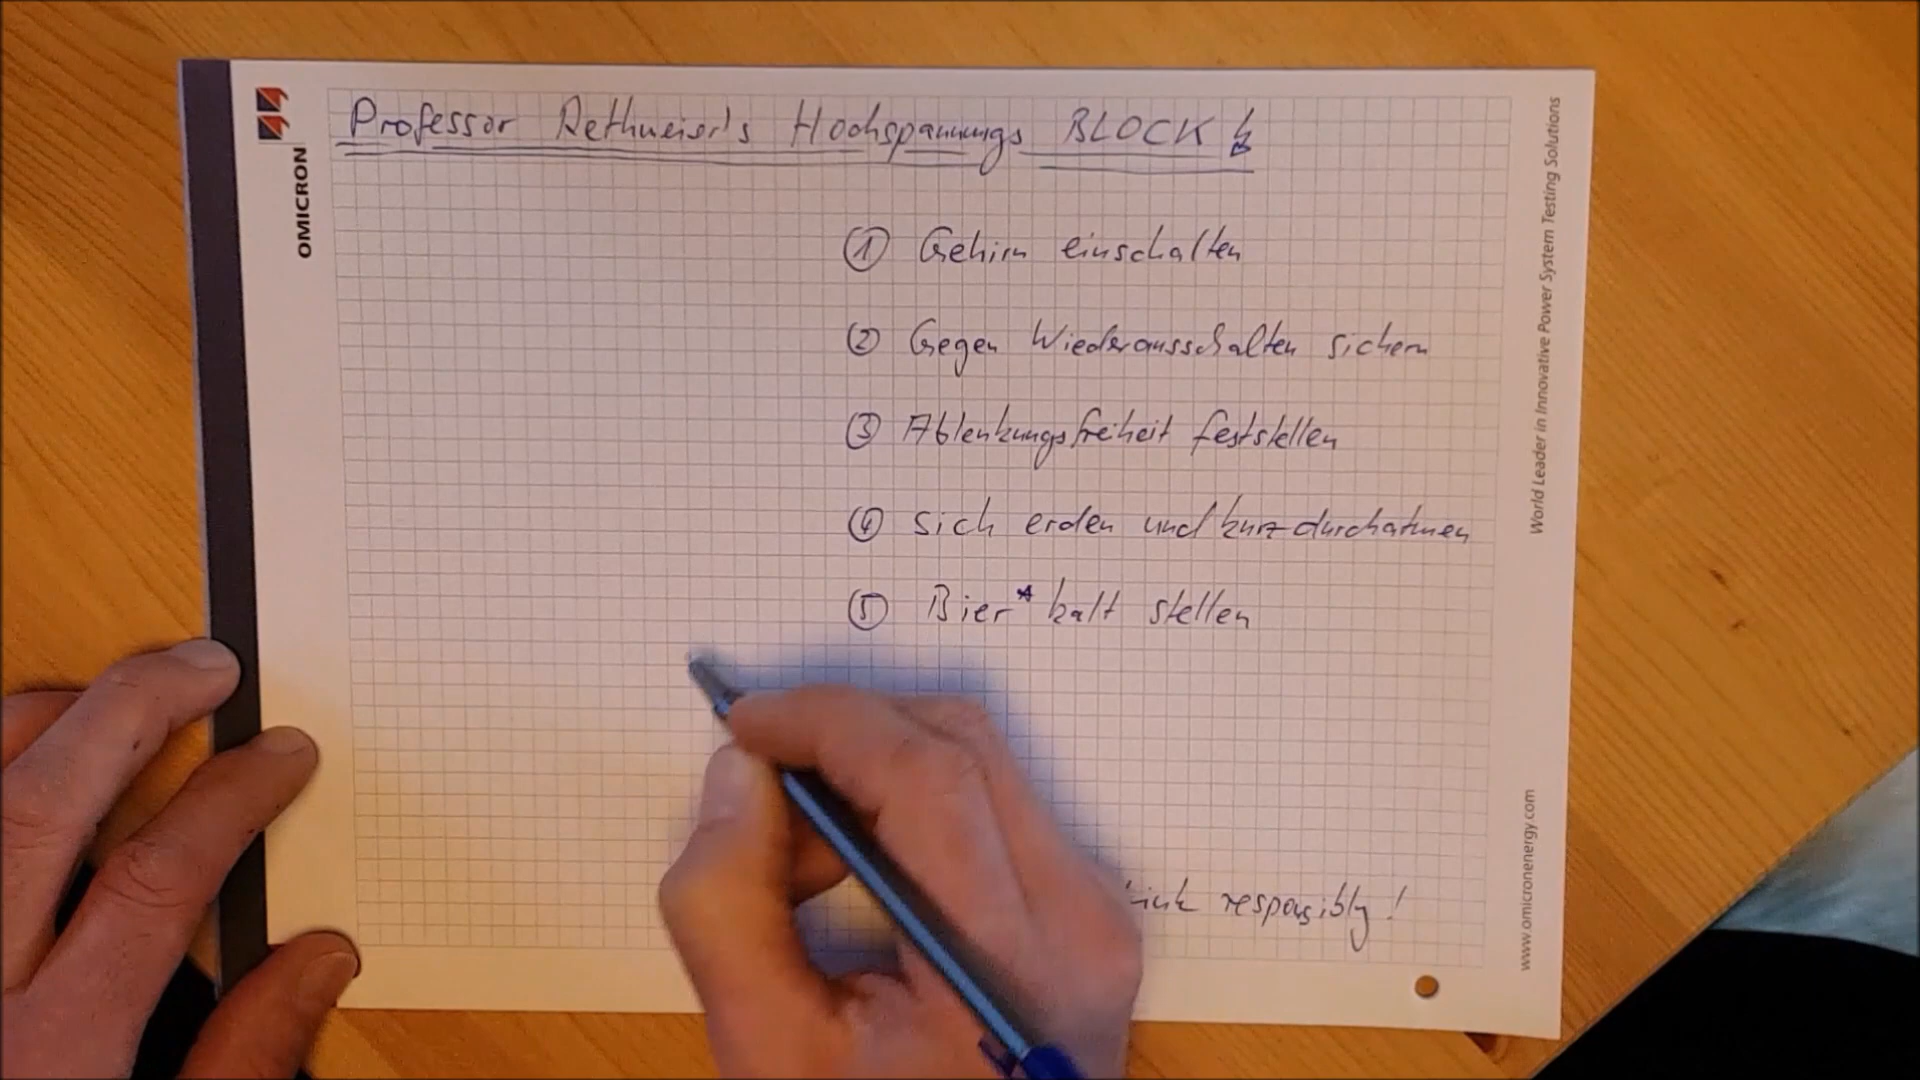 OMICRON
Professor Rethmeier's Hochspannungs BLOCK
1 Gehirn einschalten
2 Gegen Wiederausschalten sichern
3 Ablenkungsfreiheit feststellen
4 sich erden und kurz durchatmen
5 Bier* kalt stellen
responsibly!
World Leader in Innovative Power System Testing Solutions
www.omicronenergy.com